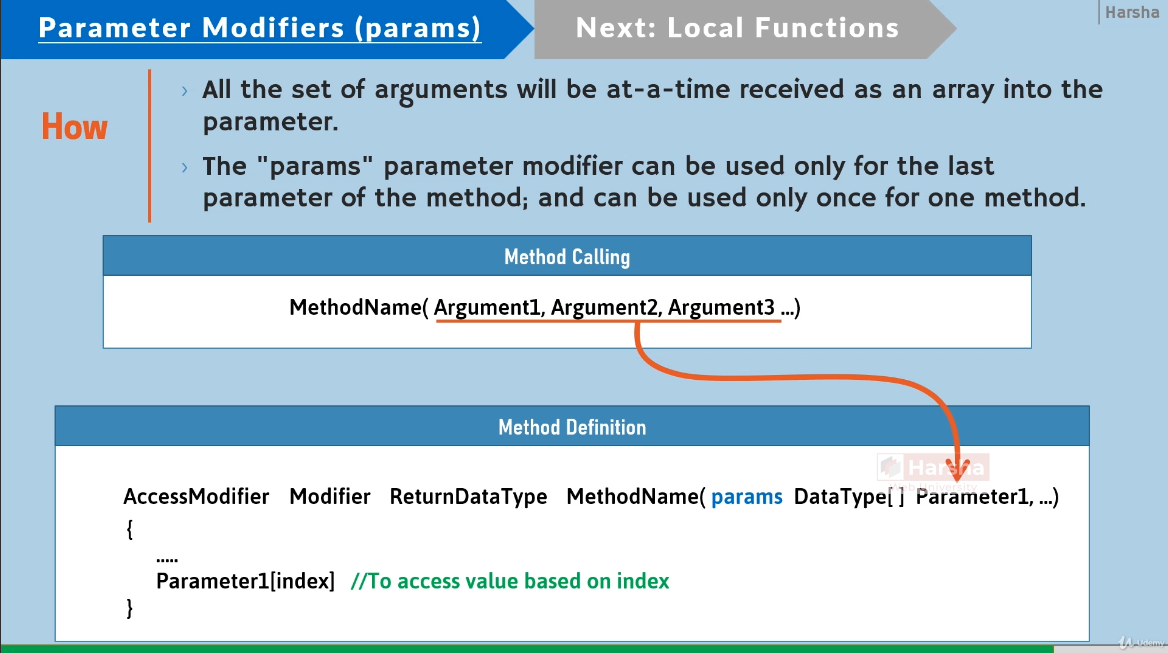 Parameter Modifiers (params)
Next: Local Functions
Harsha
How
› All the set of arguments will be at-a-time received as an array into the
parameter.
› The "params" parameter modifier can be used only for the last
parameter of the method; and can be used only once for one method.
Method Calling
MethodName( Argument1, Argument2, Argument3 ...)
Method Definition
Harsha
AccessModifier Modifier ReturnDataType MethodName( params DataType[ ] Parameter1, ...)
{
.....
Parameter1[index] //To access value based on index
}
Udemy